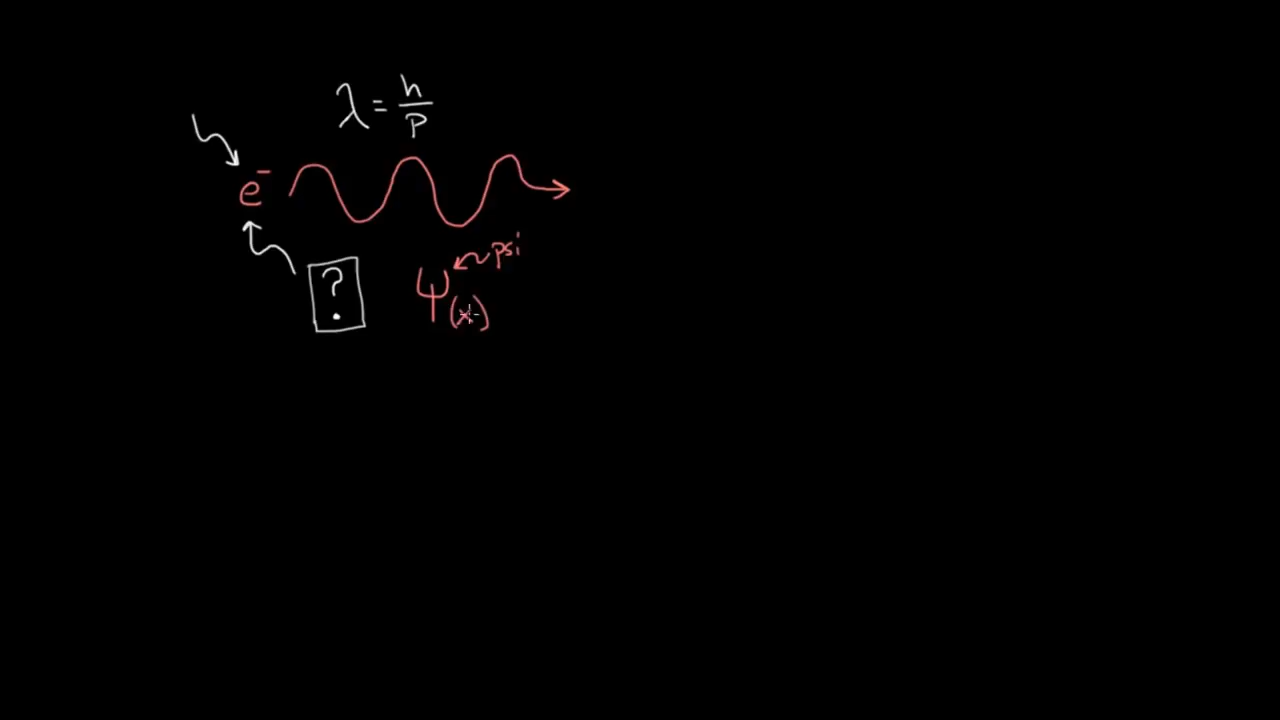 λ = h/p
e⁻
psi
? ψ(x)